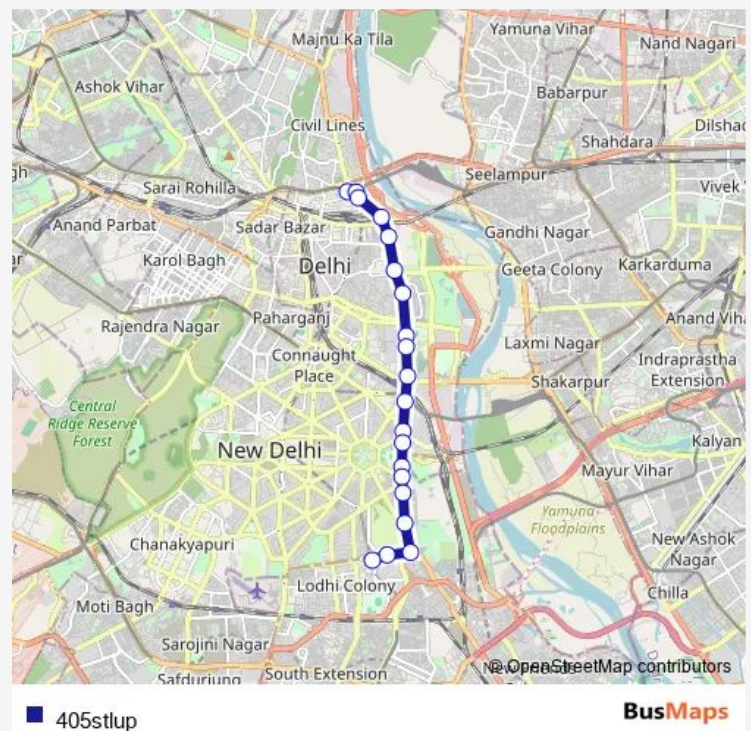 Majnu Ka Tila
Yamuna Vihar
Nand Nagari
Ashok Vihar
Babarpur
Civil Lines
Shahdara
Dilshad
Seelampur
Sarai Rohilla
Vivek
Anand Parbat
Sadar Bazar
Gandhi Nagar
Karol Bagh
Delhi
Geeta Colony
Karkarduma
Rajendra Nagar
Paharganj
Anand Viha
Connaught
Place
Laxmi Nagar
Indraprastha
Extension
Shakarpur
Central
Ridge Reserve
Forest
New Delhi
Kalyan
Mayur Vihar
Yamuna
Floodplains
Chanakyapuri
New Ashok
Nagar
Lodhi Colony
Chilla
Moti Bagh
Sarojini Nagar
South Extension
Safdurjung
© OpenStreetMap contributors
405stlup
BusMaps